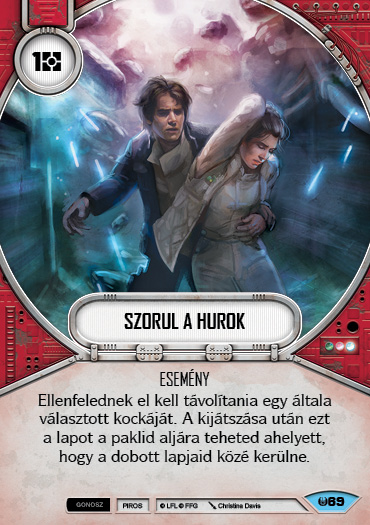 1
SZORUL A HUROK
ESEMÉNY
Ellenfelednek el kell távolítania egy általa
választott kockáját. A kijátszása után ezt
a lapot a paklid aljára teheted ahelyett,
hogy a dobott lapjaid közé kerülne.
GONOSZ PIROS © LFL © FFG Christina Davis 89